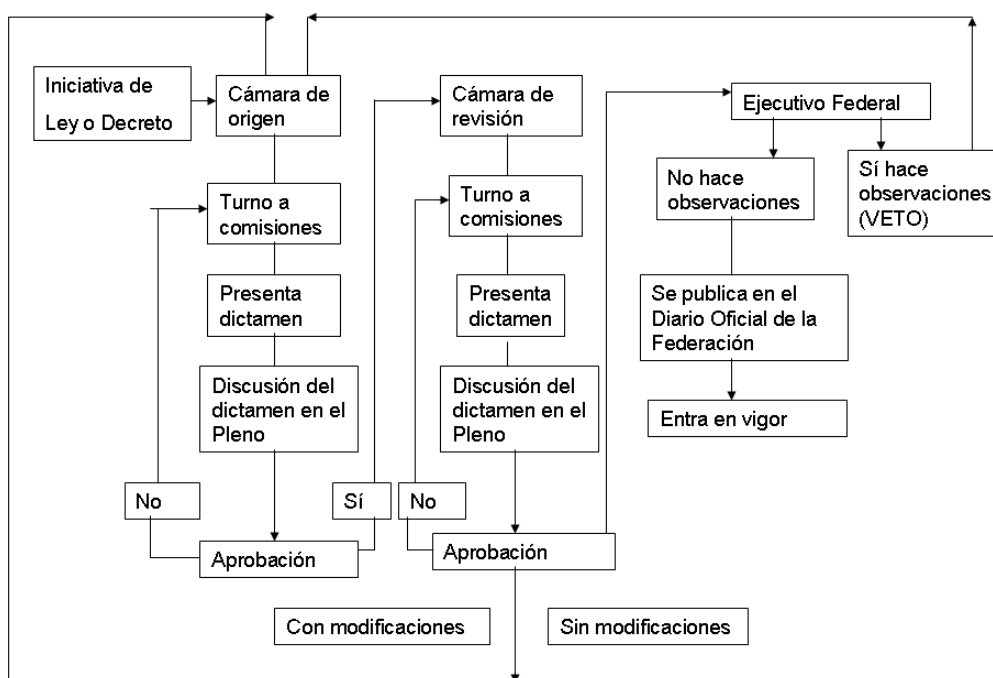 Iniciativa de
Ley o Decreto
Cámara de
origen
Turno a
comisiones
Presenta
dictamen
Discusión del
dictamen en el
Pleno
No
Sí
Aprobación
Cámara de
revisión
Turno a
comisiones
Presenta
dictamen
Discusión del
dictamen en el
Pleno
No
Aprobación
Con modificaciones
Sin modificaciones
Ejecutivo Federal
No hace
observaciones
Sí hace
observaciones
(VETO)
Se publica en el
Diario Oficial de la
Federación
Entra en vigor